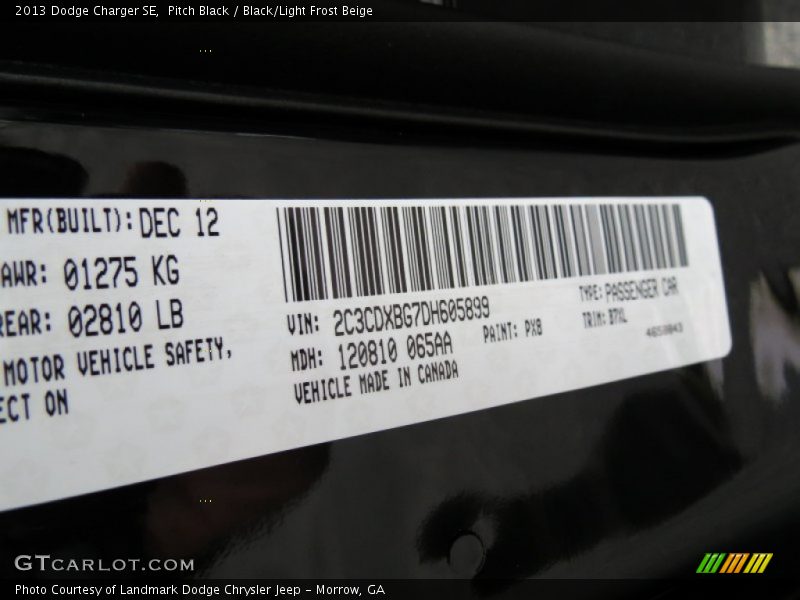 2013 Dodge Charger SE, Pitch Black / Black/Light Frost Beige
MFR(BUILT): DEC 12
AWR: 01275 KG
REAR: 02810 LB
MOTOR VEHICLE SAFETY,
ECT ON
VIN: 2C3CDXBG7DH605899
TYPE: PASSENGER CAR
MDH: 120810 065AA
PAINT: PX8
TRIM: B7XL
VEHICLE MADE IN CANADA
GTCARLOT.COM
Photo Courtesy of Landmark Dodge Chrysler Jeep - Morrow, GA